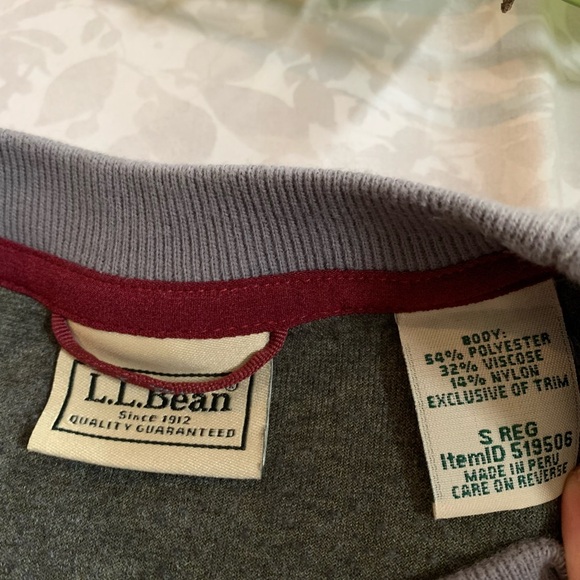 L.L.Bean®
Since 1912
QUALITY GUARANTEED
BODY:
54% POLYESTER
32% VISCOSE
14% NYLON
EXCLUSIVE OF TRIM
S REG
ItemID 519506
MADE IN PERU
CARE ON REVERSE